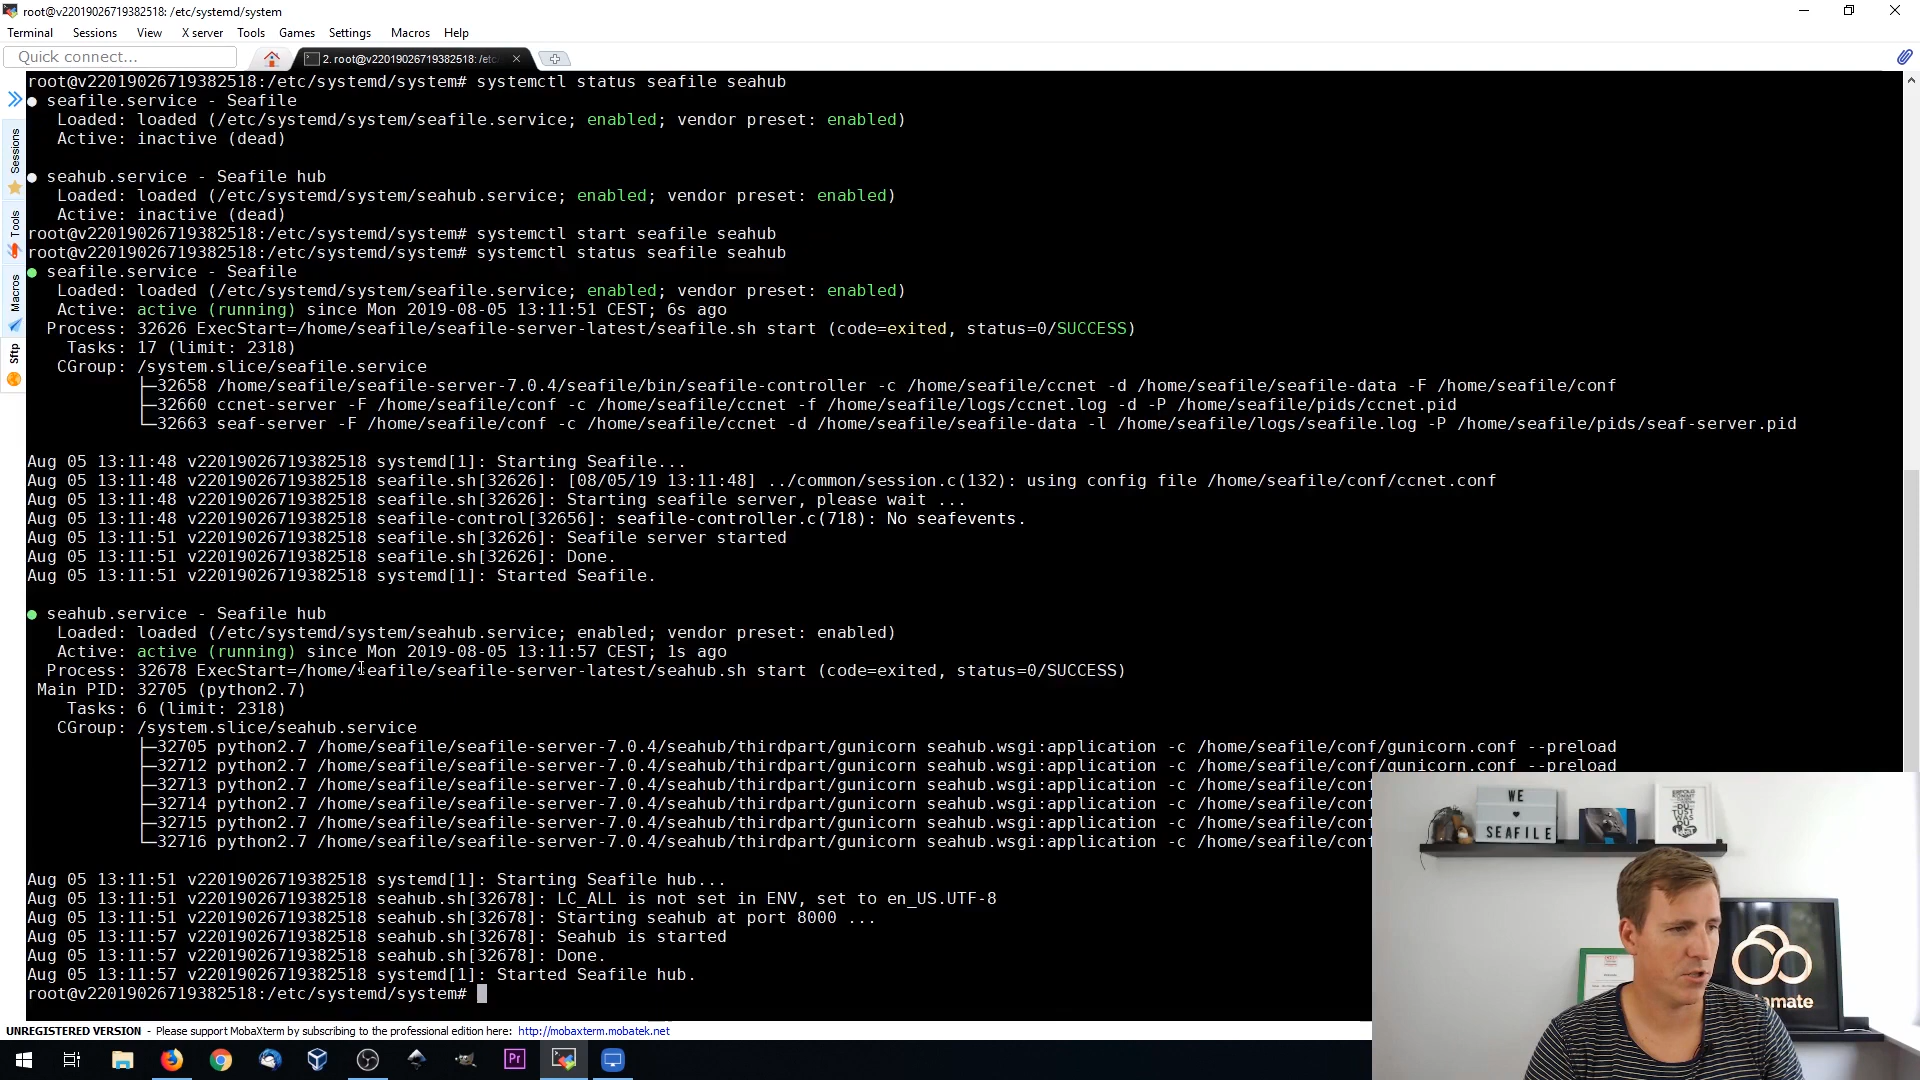 root@v22019026719382518: /etc/systemd/system
Terminal Sessions View X server Tools Games Settings Macros Help
Quick connect...
2. root@v22019026719382518: /etc
Sessions
Tools
Macros
Sftp
root@v22019026719382518:/etc/systemd/system# systemctl status seafile seahub
● seafile.service - Seafile
Loaded: loaded (/etc/systemd/system/seafile.service; enabled; vendor preset: enabled)
Active: inactive (dead)
● seahub.service - Seafile hub
Loaded: loaded (/etc/systemd/system/seahub.service; enabled; vendor preset: enabled)
Active: inactive (dead)
root@v22019026719382518:/etc/systemd/system# systemctl start seafile seahub
root@v22019026719382518:/etc/systemd/system# systemctl status seafile seahub
● seafile.service - Seafile
Loaded: loaded (/etc/systemd/system/seafile.service; enabled; vendor preset: enabled)
Active: active (running) since Mon 2019-08-05 13:11:51 CEST; 6s ago
Process: 32626 ExecStart=/home/seafile/seafile-server-latest/seafile.sh start (code=exited, status=0/SUCCESS)
Tasks: 17 (limit: 2318)
CGroup: /system.slice/seafile.service
├─32658 /home/seafile/seafile-server-7.0.4/seafile/bin/seafile-controller -c /home/seafile/ccnet -d /home/seafile/seafile-data -F /home/seafile/conf
├─32660 ccnet-server -F /home/seafile/conf -c /home/seafile/ccnet -f /home/seafile/logs/ccnet.log -d -P /home/seafile/pids/ccnet.pid
└─32663 seaf-server -F /home/seafile/conf -c /home/seafile/ccnet -d /home/seafile/seafile-data -l /home/seafile/logs/seafile.log -P /home/seafile/pids/seaf-server.pid
Aug 05 13:11:48 v22019026719382518 systemd[1]: Starting Seafile...
Aug 05 13:11:48 v22019026719382518 seafile.sh[32626]: [08/05/19 13:11:48] ../common/session.c(132): using config file /home/seafile/conf/ccnet.conf
Aug 05 13:11:48 v22019026719382518 seafile.sh[32626]: Starting seafile server, please wait ...
Aug 05 13:11:48 v22019026719382518 seafile-control[32656]: seafile-controller.c(718): No seafevents.
Aug 05 13:11:51 v22019026719382518 seafile.sh[32626]: Seafile server started
Aug 05 13:11:51 v22019026719382518 seafile.sh[32626]: Done.
Aug 05 13:11:51 v22019026719382518 systemd[1]: Started Seafile.
● seahub.service - Seafile hub
Loaded: loaded (/etc/systemd/system/seahub.service; enabled; vendor preset: enabled)
Active: active (running) since Mon 2019-08-05 13:11:57 CEST; 1s ago
Process: 32678 ExecStart=/home/seafile/seafile-server-latest/seahub.sh start (code=exited, status=0/SUCCESS)
Main PID: 32705 (python2.7)
Tasks: 6 (limit: 2318)
CGroup: /system.slice/seahub.service
├─32705 python2.7 /home/seafile/seafile-server-7.0.4/seahub/thirdpart/gunicorn seahub.wsgi:application -c /home/seafile/conf/gunicorn.conf --preload
├─32712 python2.7 /home/seafile/seafile-server-7.0.4/seahub/thirdpart/gunicorn seahub.wsgi:application -c /home/seafile/conf/gunicorn.conf --preload
├─32713 python2.7 /home/seafile/seafile-server-7.0.4/seahub/thirdpart/gunicorn seahub.wsgi:application -c /home/seafile/conf
├─32714 python2.7 /home/seafile/seafile-server-7.0.4/seahub/thirdpart/gunicorn seahub.wsgi:application -c /home/seafile/conf
├─32715 python2.7 /home/seafile/seafile-server-7.0.4/seahub/thirdpart/gunicorn seahub.wsgi:application -c /home/seafile/conf
└─32716 python2.7 /home/seafile/seafile-server-7.0.4/seahub/thirdpart/gunicorn seahub.wsgi:application -c /home/seafile/conf
Aug 05 13:11:51 v22019026719382518 systemd[1]: Starting Seafile hub...
Aug 05 13:11:51 v22019026719382518 seahub.sh[32678]: LC_ALL is not set in ENV, set to en_US.UTF-8
Aug 05 13:11:51 v22019026719382518 seahub.sh[32678]: Starting seahub at port 8000 ...
Aug 05 13:11:57 v22019026719382518 seahub.sh[32678]: Seahub is started
Aug 05 13:11:57 v22019026719382518 seahub.sh[32678]: Done.
Aug 05 13:11:57 v22019026719382518 systemd[1]: Started Seafile hub.
root@v22019026719382518:/etc/systemd/system#
WE
♥
SEAFILE
DU
TUST
WAS
DU
mate
UNREGISTERED VERSION - Please support MobaXterm by subscribing to the professional edition here: http://mobaxterm.mobatek.net
Pr